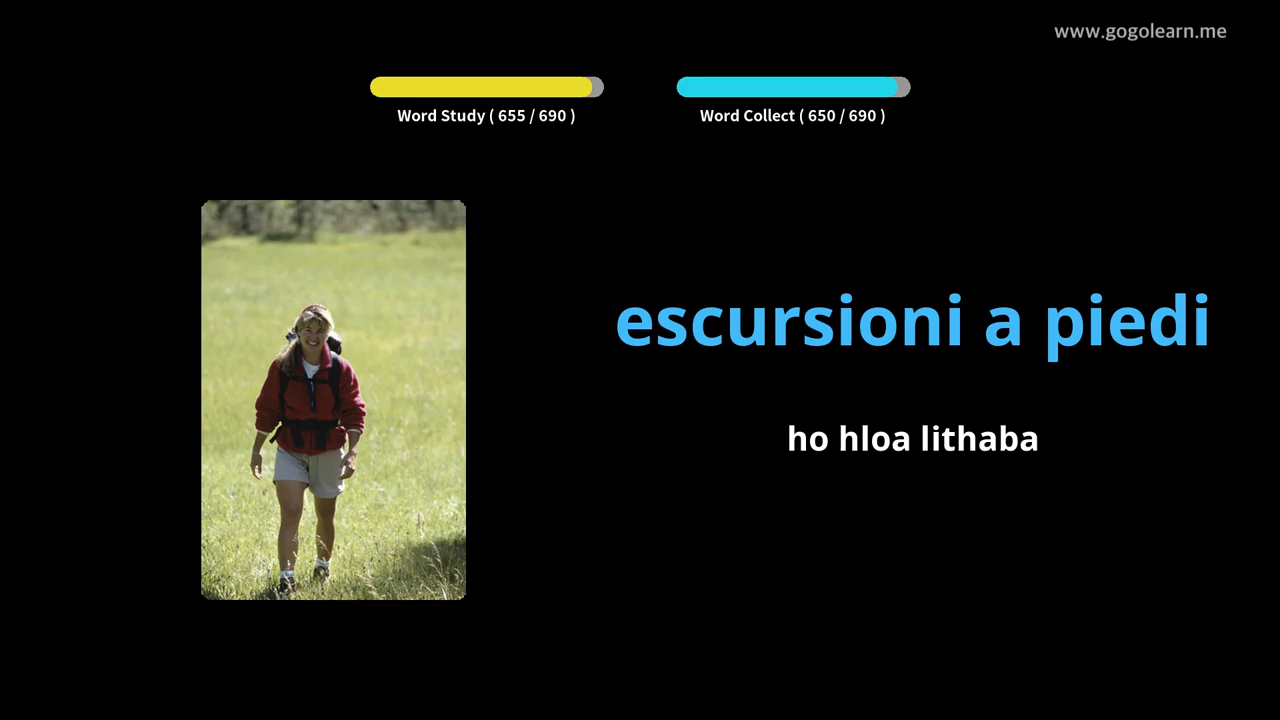 www.gogolearn.me
Word Study ( 655 / 690 )
Word Collect ( 650 / 690 )
escursioni a piedi
ho hloa lithaba